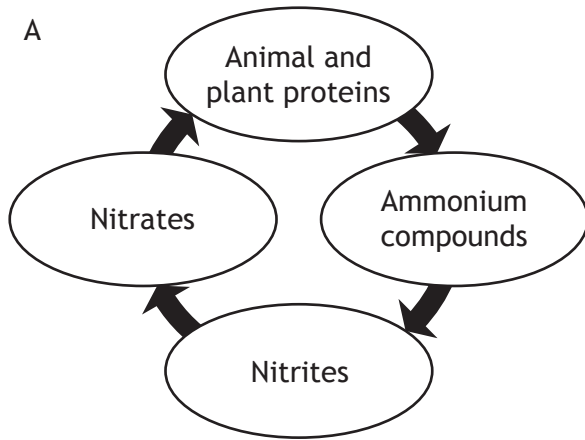 A
Animal and
plant proteins
Nitrates
Ammonium
compounds
Nitrites